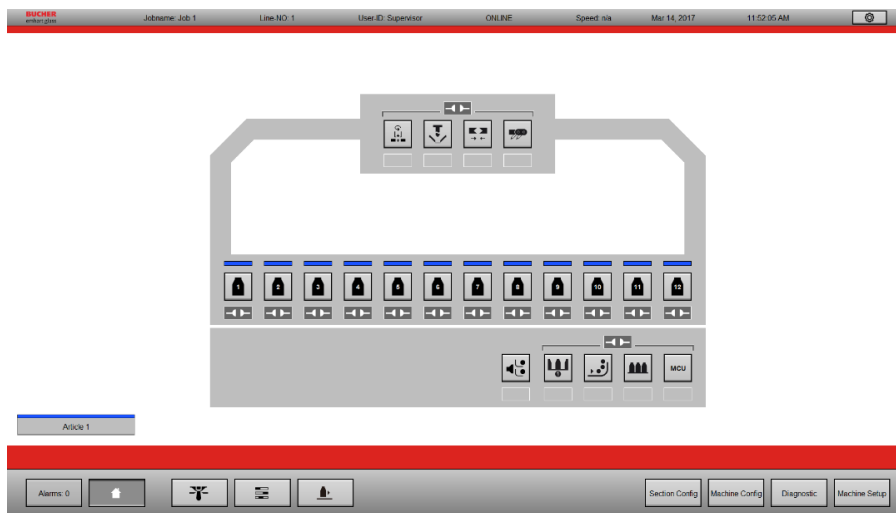 BUCHER
emhart glass
Jobname: Job 1
Line-NO: 1
User-ID: Supervisor
ONLINE
Speed: n/a
Mar 14, 2017
11:52:05 AM
1
2
3
4
5
6
7
8
9
10
11
12
MCU
Article 1
Alarms: 0
Section Config
Machine Config
Diagnostic
Machine Setup